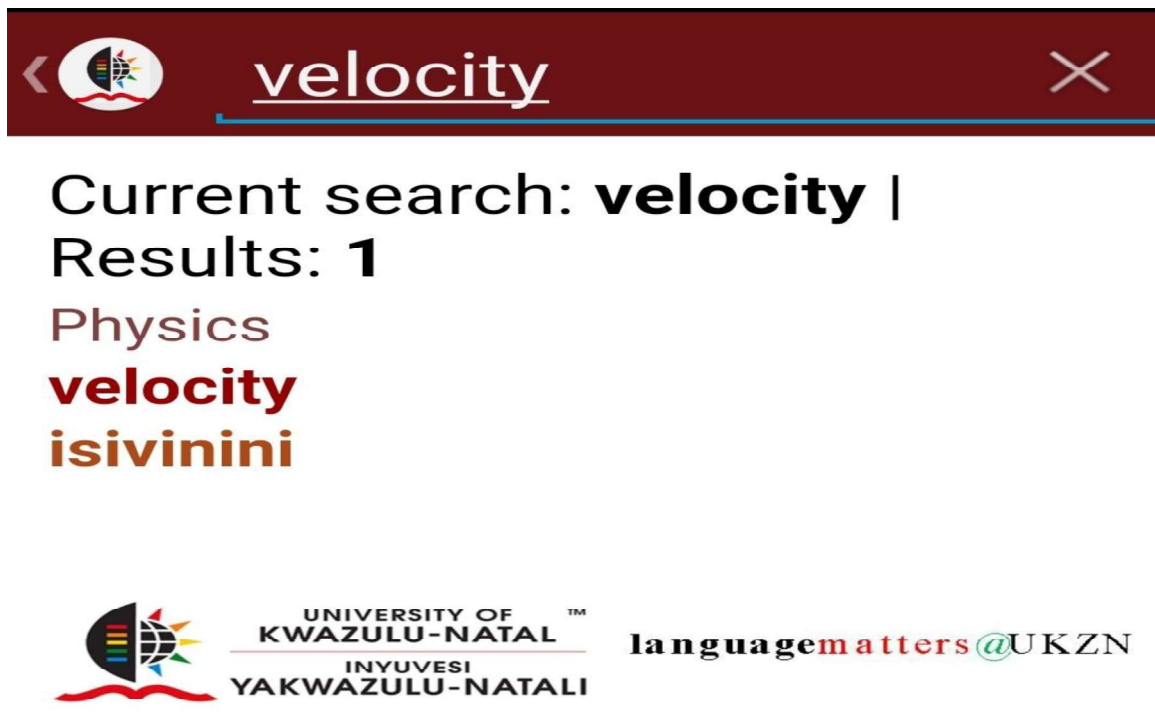 velocity
Current search: velocity |
Results: 1
Physics
velocity
isivinini
UNIVERSITY OF ™
KWAZULU-NATAL
INYUVESI
YAKWAZULU-NATALI
languagematters@UKZN